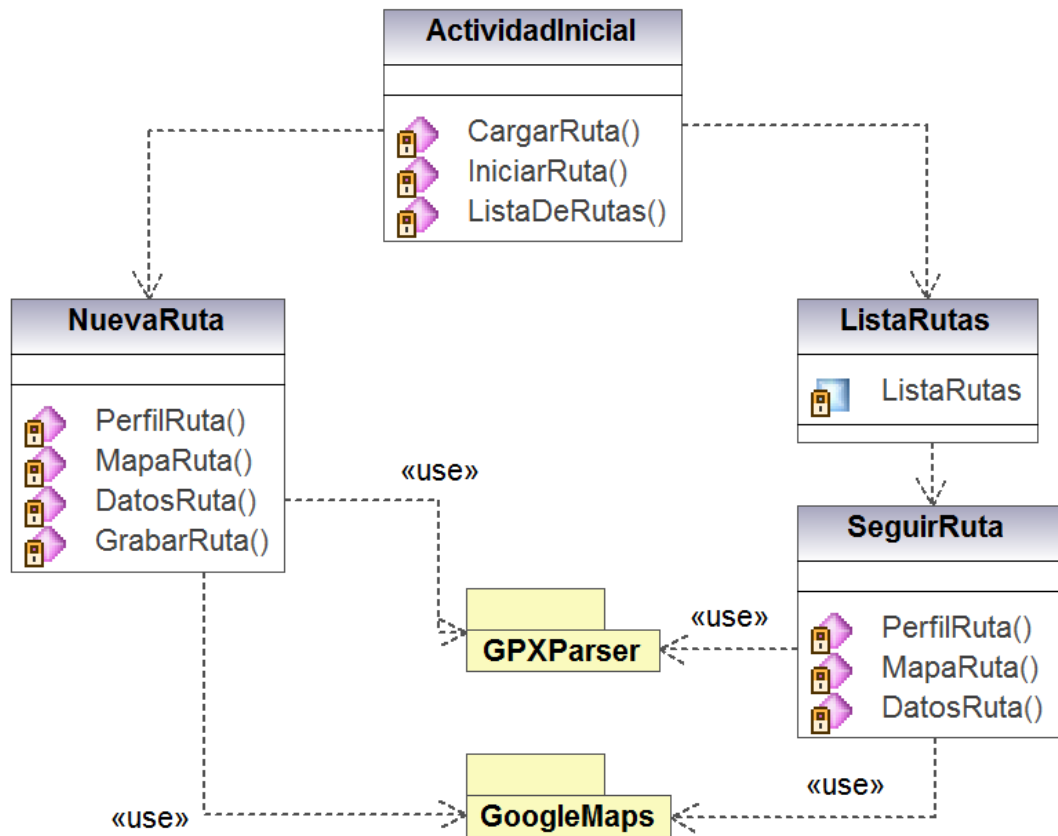 ActividadInicial
CargarRuta()
IniciarRuta()
ListaDeRutas()
NuevaRuta
PerfilRuta()
MapaRuta()
DatosRuta()
GrabarRuta()
ListaRutas
ListaRutas
«use»
SeguirRuta
PerfilRuta()
MapaRuta()
DatosRuta()
«use»
GPXParser
«use»
GoogleMaps
«use»